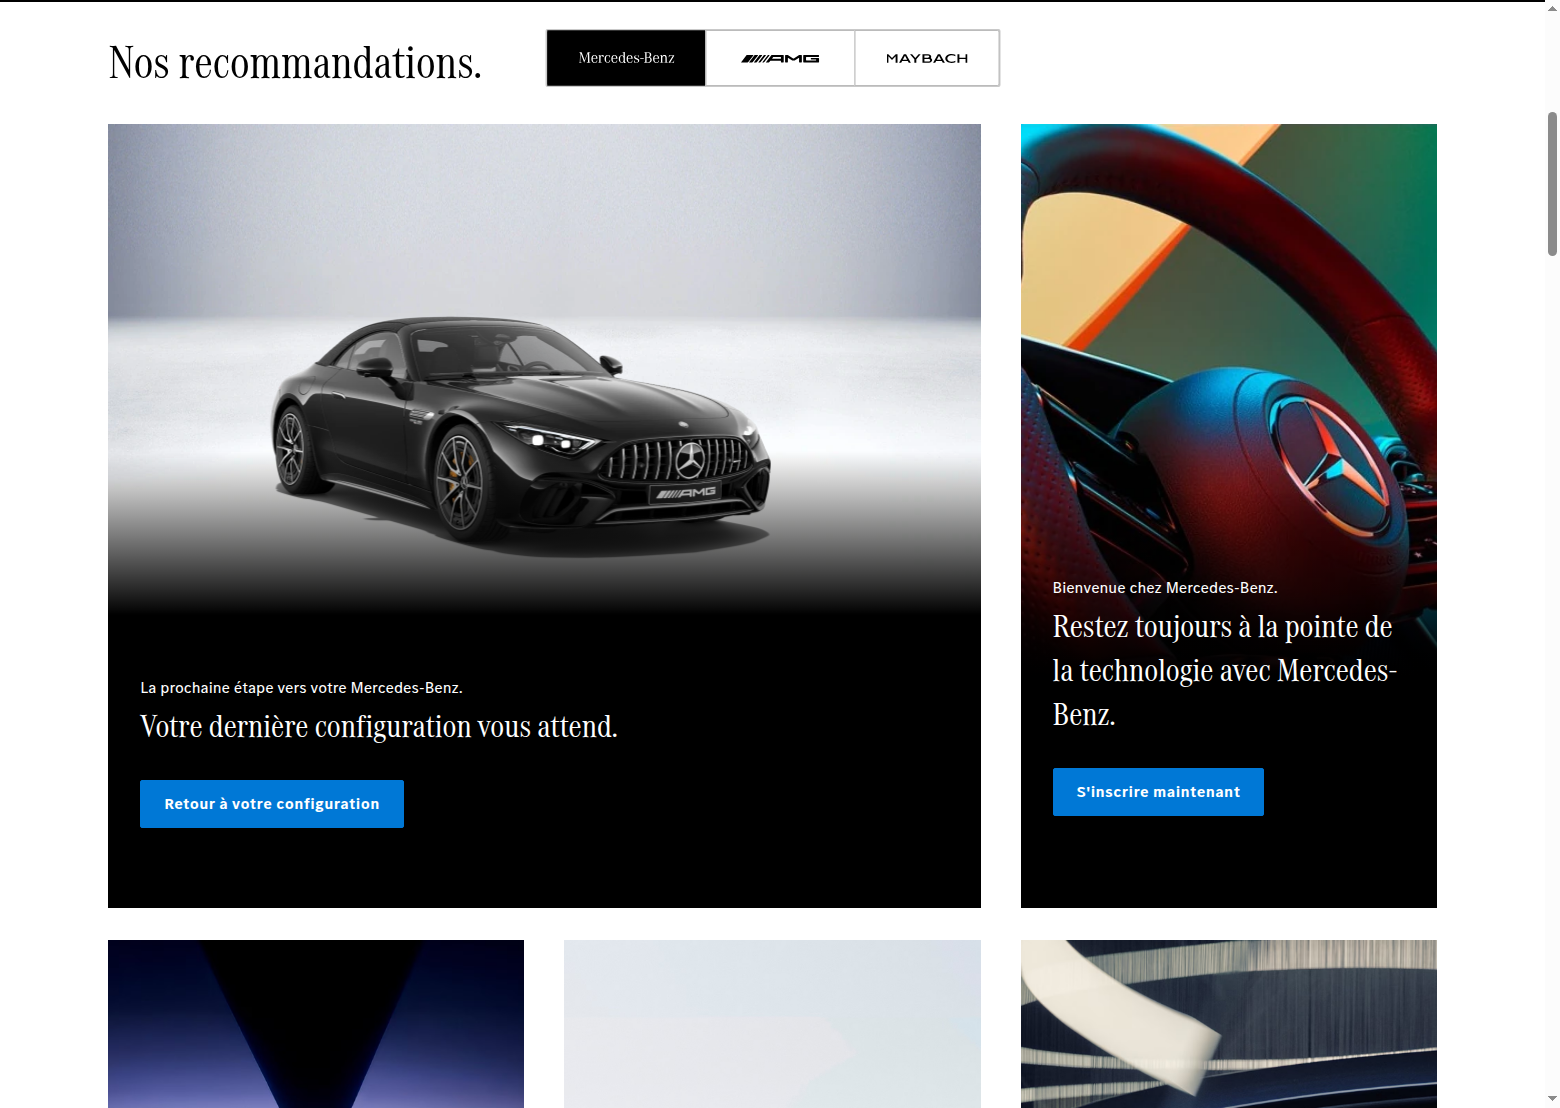 Nos recommandations.
Mercedes-Benz
AMG
MAYBACH
AMG
La prochaine étape vers votre Mercedes-Benz.
Votre dernière configuration vous attend.
Retour à votre configuration
Bienvenue chez Mercedes-Benz.
Restez toujours à la pointe de
la technologie avec Mercedes-
Benz.
S'inscrire maintenant